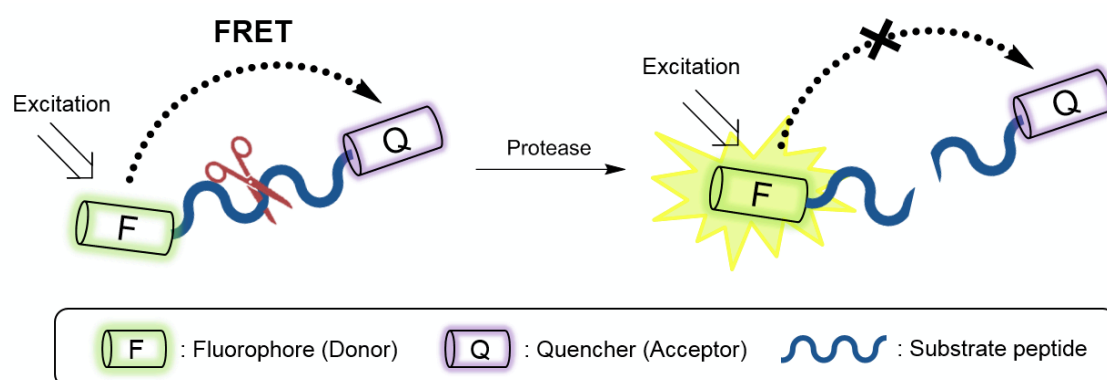 FRET
Excitation
F
Q
Protease
Excitation
F
Q
F : Fluorophore (Donor)
Q : Quencher (Acceptor)
: Substrate peptide